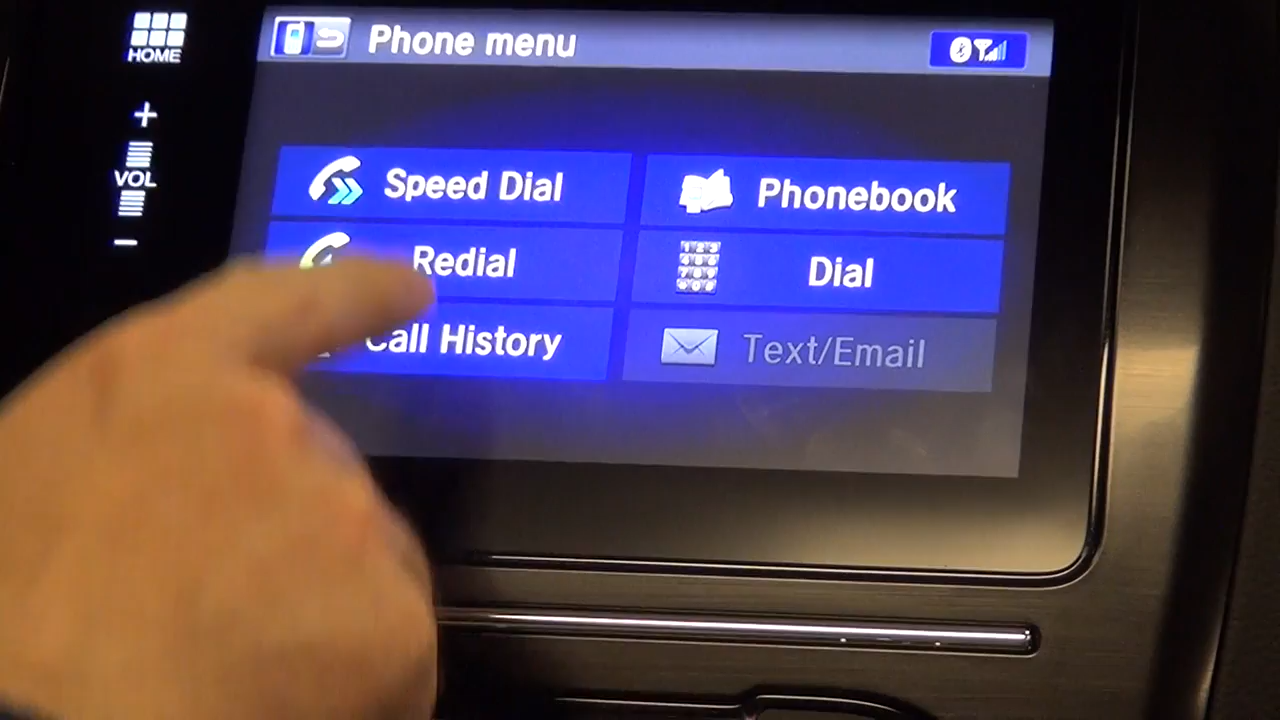 HOME
Phone menu
VOL
Speed Dial
Phonebook
Redial
Dial
Call History
Text/Email